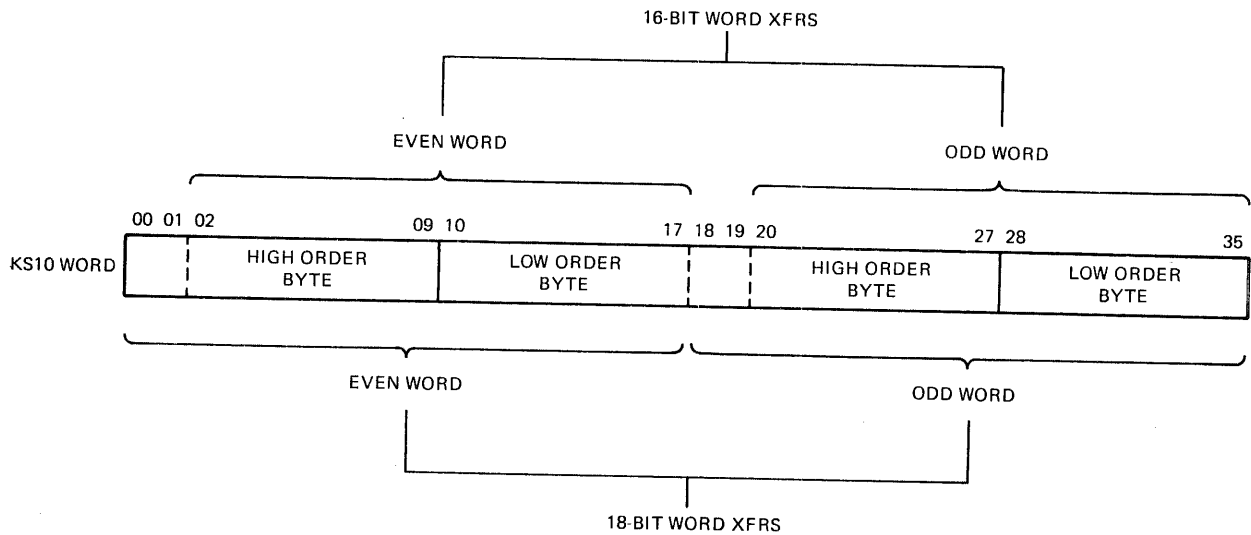 16-BIT WORD XFRS
EVEN WORD
ODD WORD
00 01 02 09 10 17 18 19 20 27 28 35
KS10 WORD
HIGH ORDER
BYTE
LOW ORDER
BYTE
HIGH ORDER
BYTE
LOW ORDER
BYTE
EVEN WORD
ODD WORD
18-BIT WORD XFRS